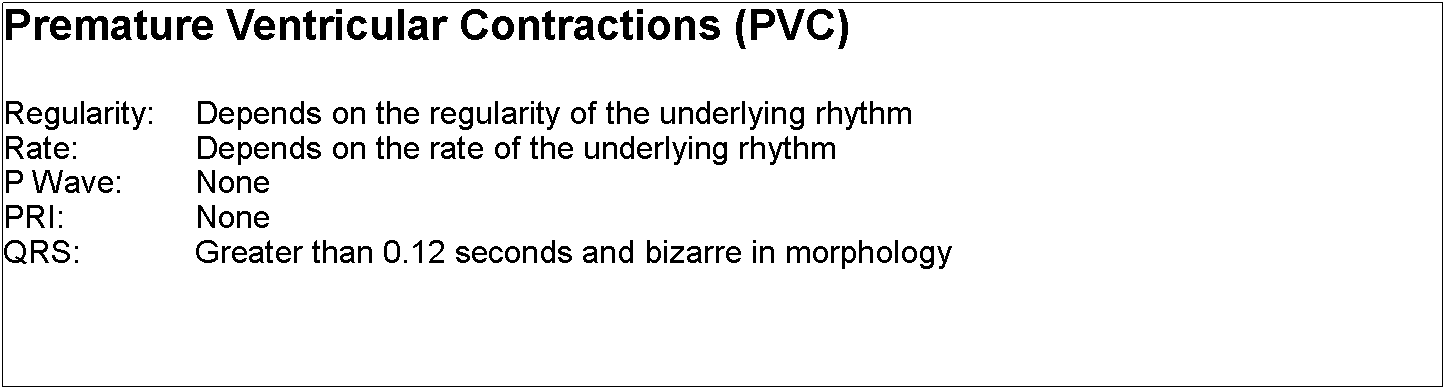 Premature Ventricular Contractions (PVC)
Regularity: Depends on the regularity of the underlying rhythm
Rate: Depends on the rate of the underlying rhythm
P Wave: None
PRI: None
QRS: Greater than 0.12 seconds and bizarre in morphology